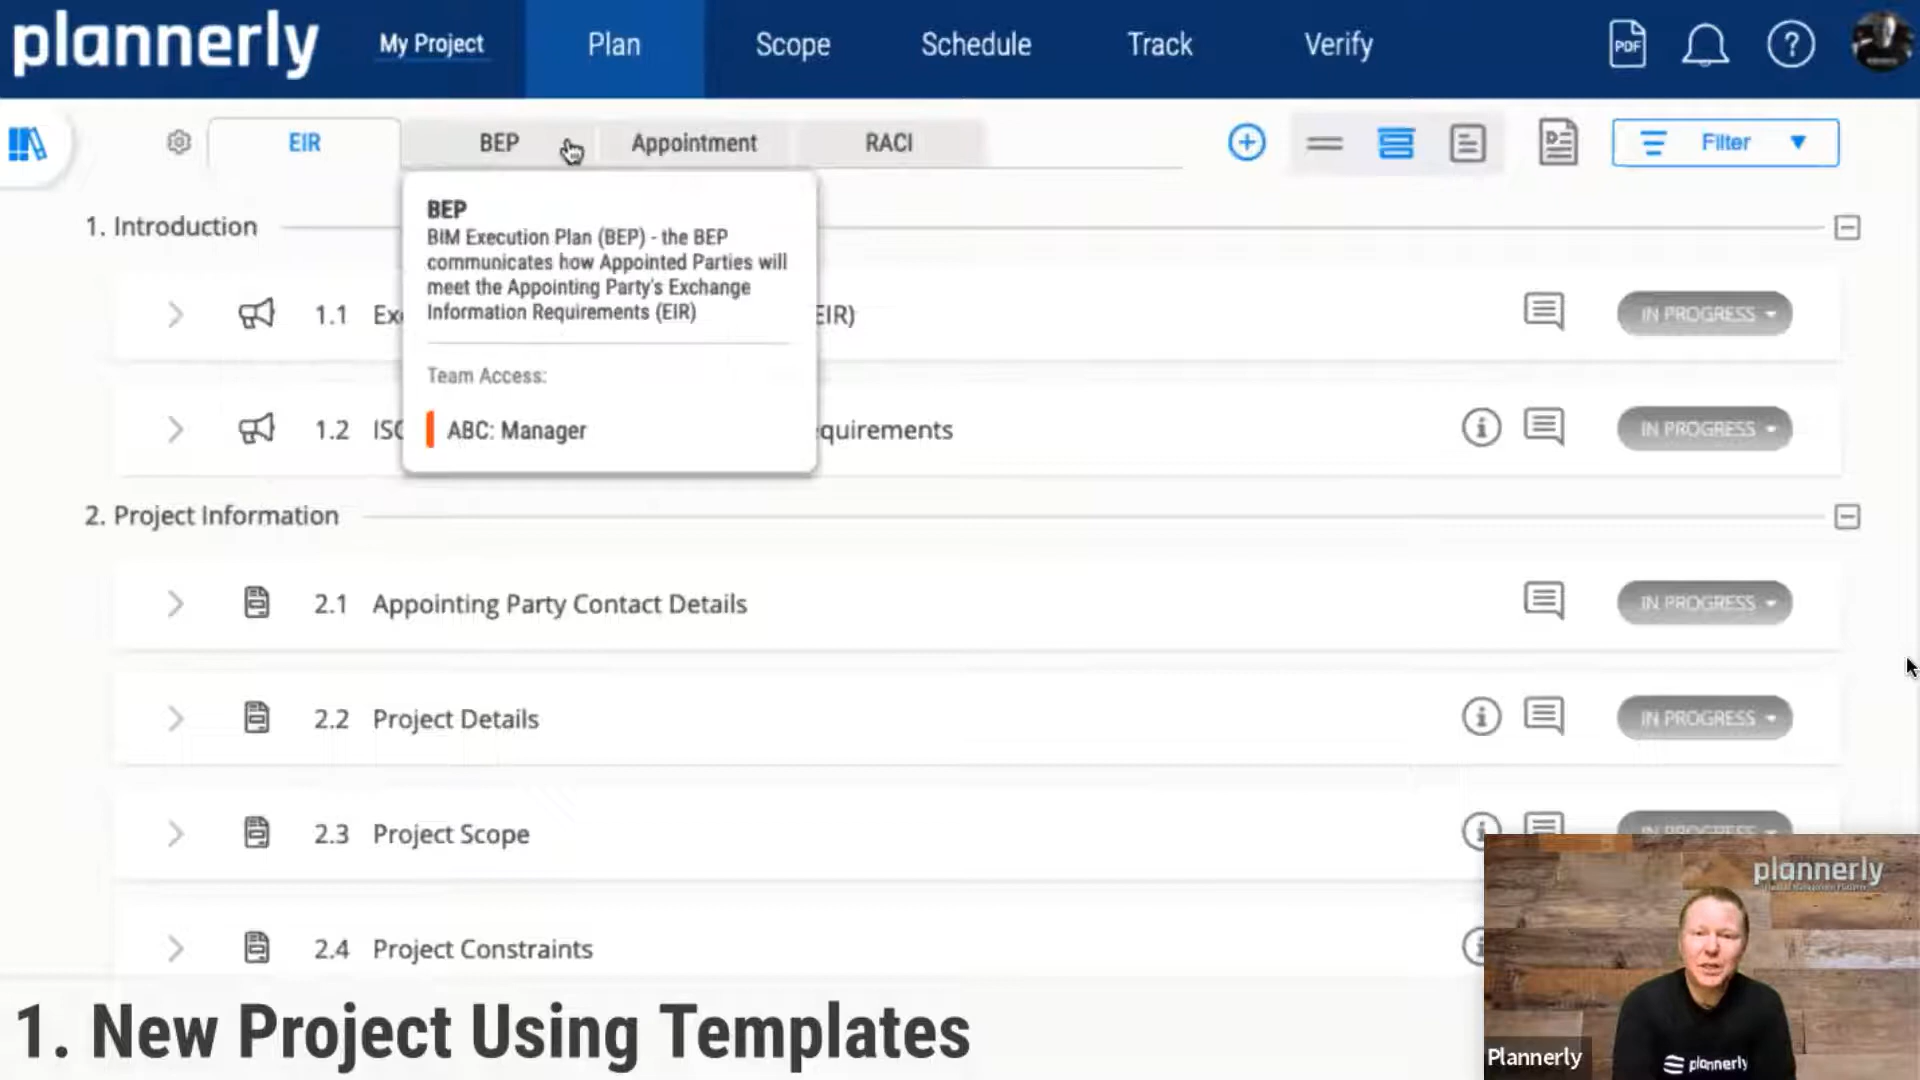 plannerly My Project Plan Scope Schedule Track Verify PDF
EIR BEP Appointment RACI Filter
BEP
BIM Execution Plan (BEP) - the BEP
communicates how Appointed Parties will
meet the Appointing Party's Exchange
Information Requirements (EIR)
Team Access:
ABC: Manager
1. Introduction
1.1 Exc EIR) IN PROGRESS
1.2 ISO quirements IN PROGRESS
2. Project Information
2.1 Appointing Party Contact Details IN PROGRESS
2.2 Project Details IN PROGRESS
2.3 Project Scope IN PROGRESS
2.4 Project Constraints
1. New Project Using Templates
plannerly
Plannerly
plannerly